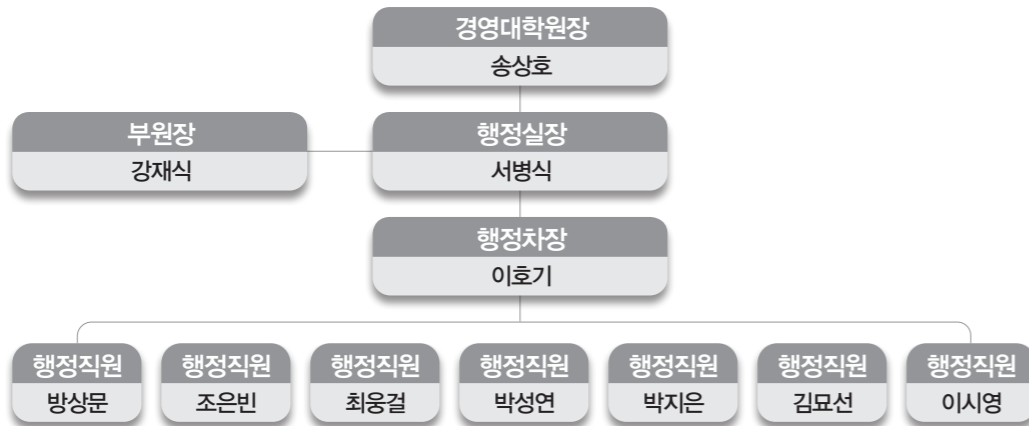 경영대학원장
송상호
부원장
강재식
행정실장
서병식
행정차장
이호기
행정직원 행정직원 행정직원 행정직원 행정직원 행정직원 행정직원
방상문 조은빈 최웅걸 박성연 박지은 김묘선 이시영